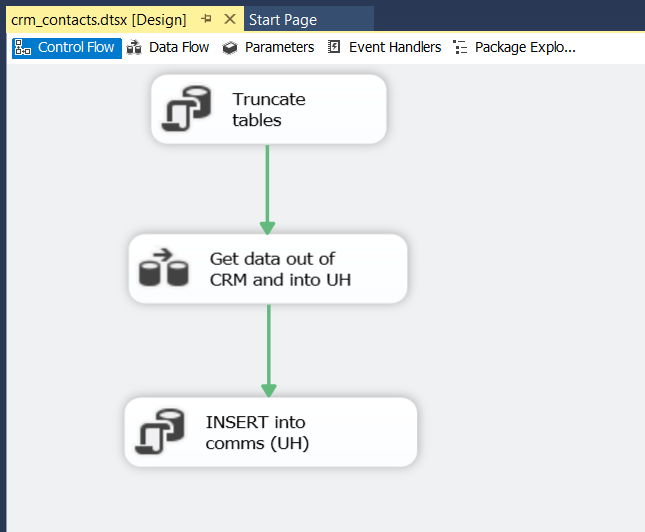 crm_contacts.dtsx [Design] Start Page
Control Flow Data Flow Parameters Event Handlers Package Explo...
Truncate
tables
Get data out of
CRM and into UH
INSERT into
comms (UH)